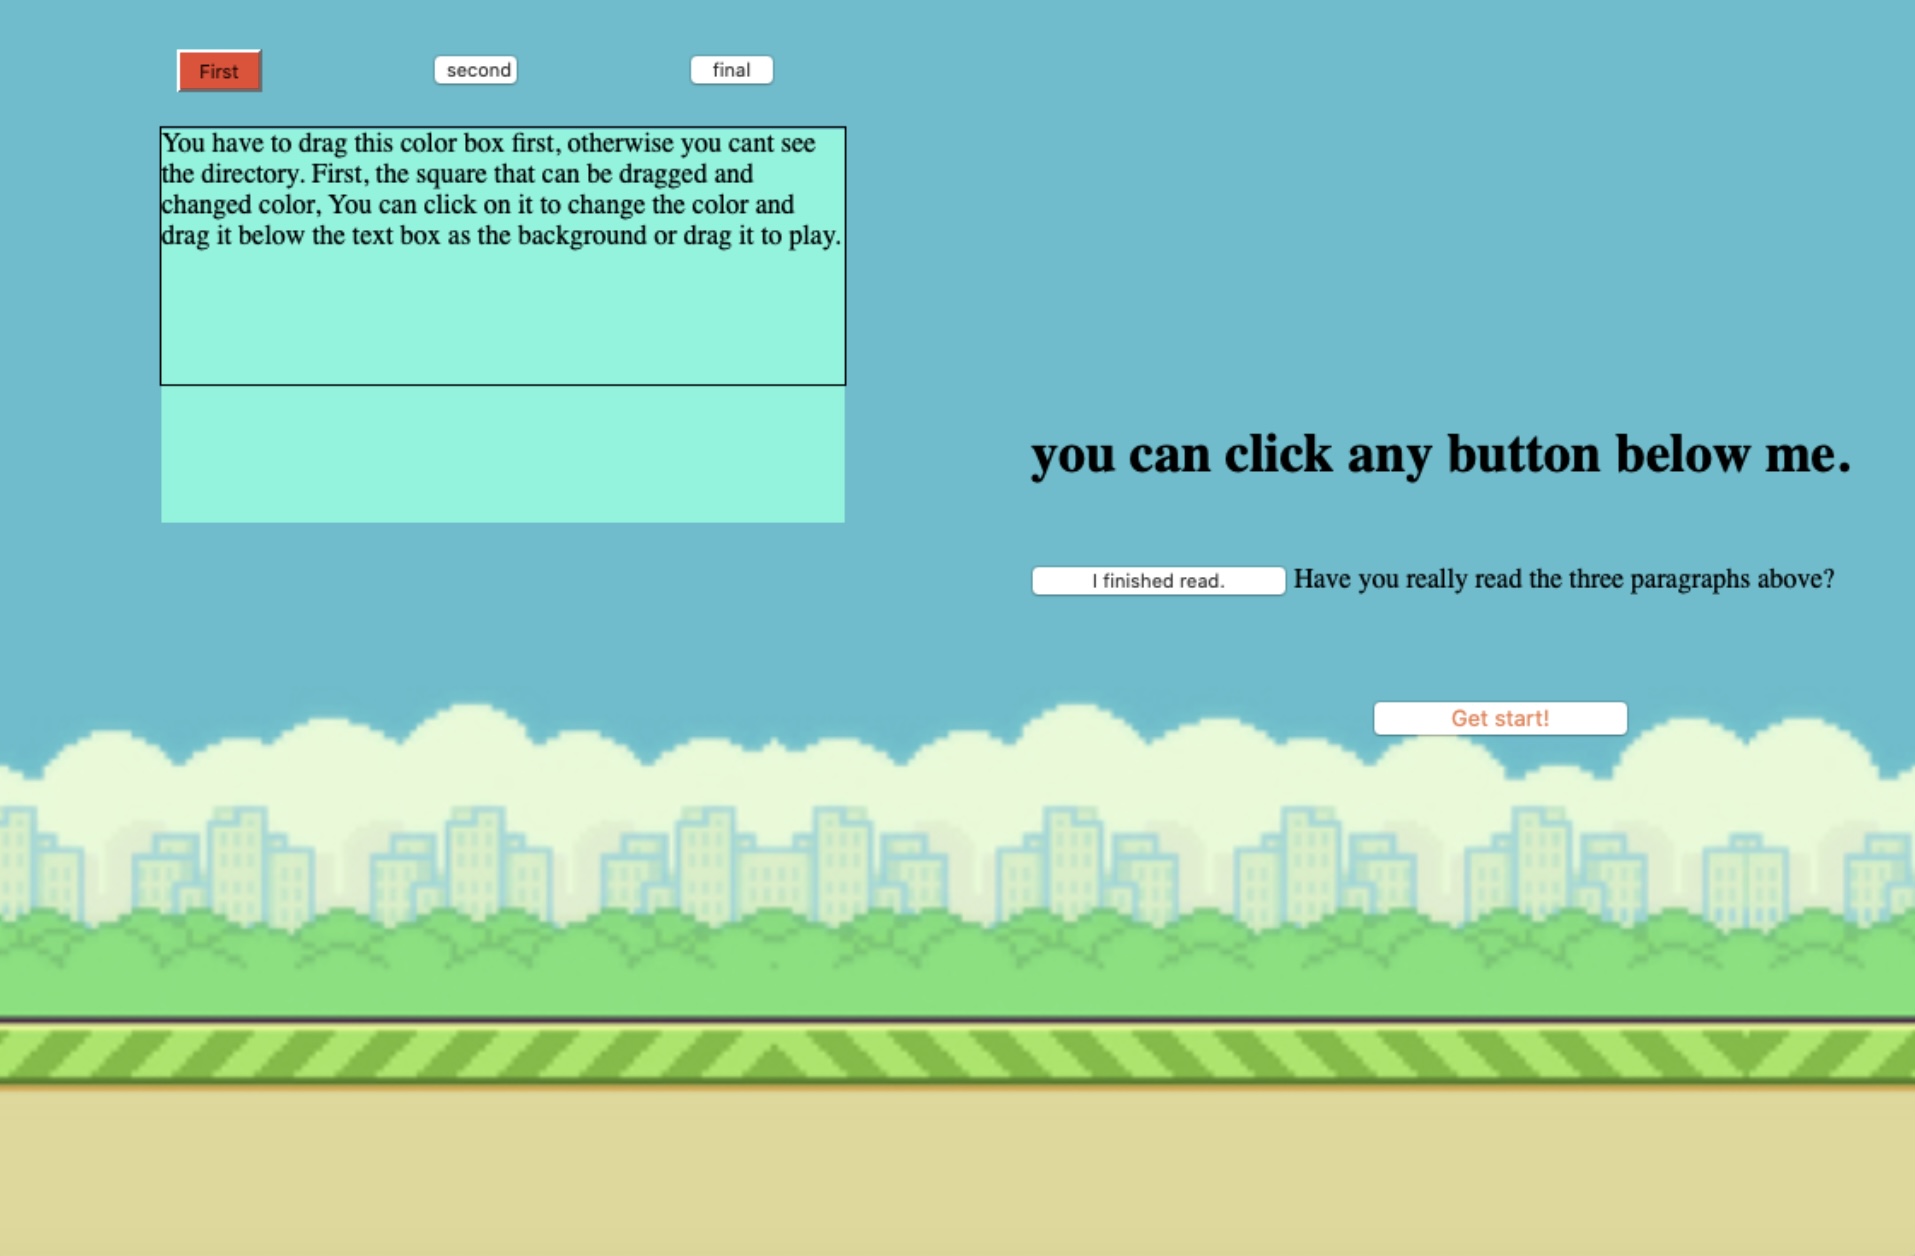 First second final
You have to drag this color box first, otherwise you cant see
the directory. First, the square that can be dragged and
changed color, You can click on it to change the color and
drag it below the text box as the background or drag it to play.
you can click any button below me.
I finished read. Have you really read the three paragraphs above?
Get start!